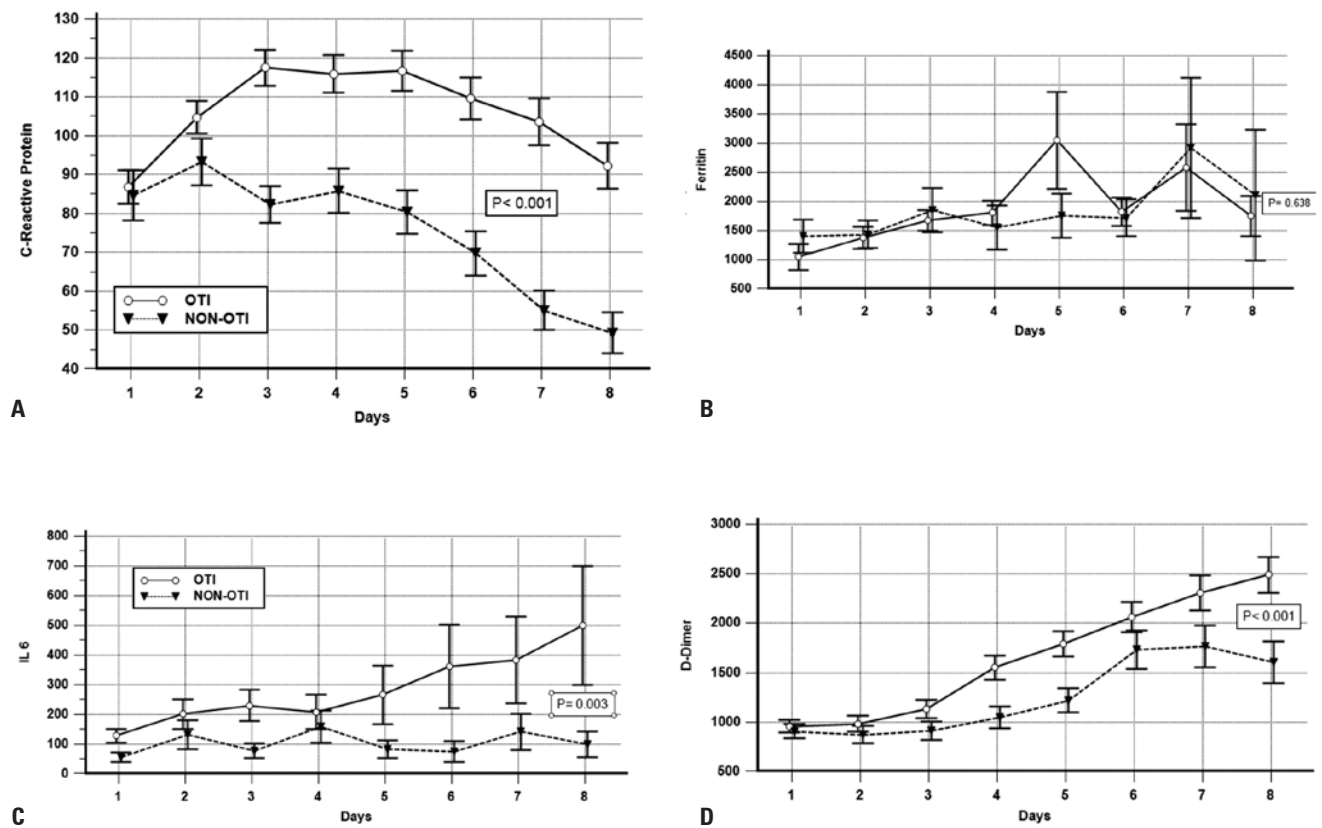 130
120
110
100
90
80
70
60
50
40
C-Reactive Protein
P< 0.001
OTI
NON-OTI
1 2 3 4 5 6 7 8
Days
A
4500
4000
3500
3000
2500
2000
1500
1000
500
Ferritin
P= 0.638
1 2 3 4 5 6 7 8
Days
B
800
700
600
500
400
300
200
100
0
IL 6
OTI
NON-OTI
P= 0.003
1 2 3 4 5 6 7 8
Days
C
3000
2500
2000
1500
1000
500
D-Dimer
P< 0.001
1 2 3 4 5 6 7 8
Days
D